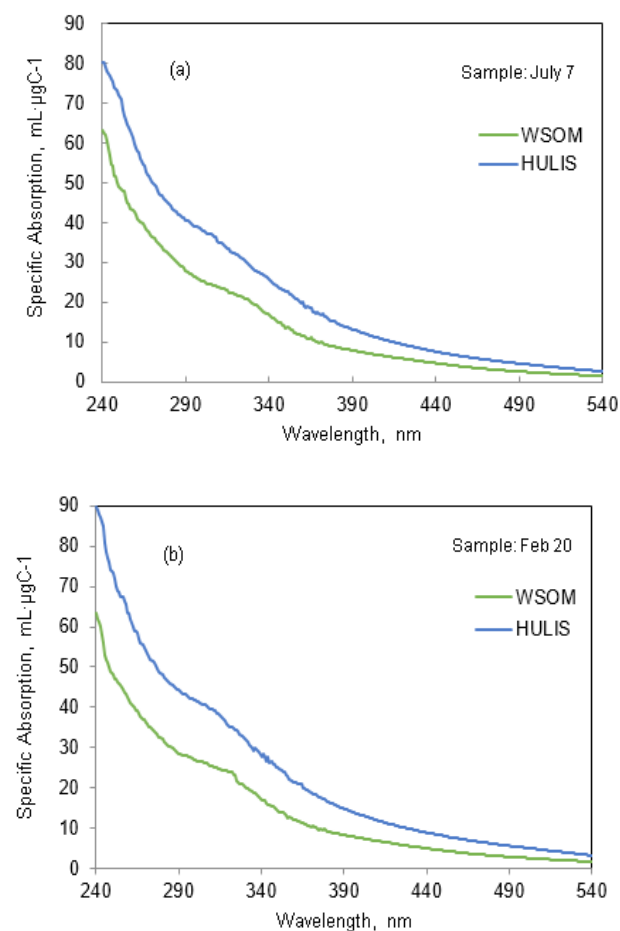 90
80
70
60
50
40
30
20
10
0
Specific Absorption, mL·µgC-1
(a)
Sample: July 7
WSOM
HULIS
240 290 340 390 440 490 540
Wavelength, nm
90
80
70
60
50
40
30
20
10
0
Specific Absorption, mL·µgC-1
(b)
Sample: Feb 20
WSOM
HULIS
240 290 340 390 440 490 540
Wavelength, nm